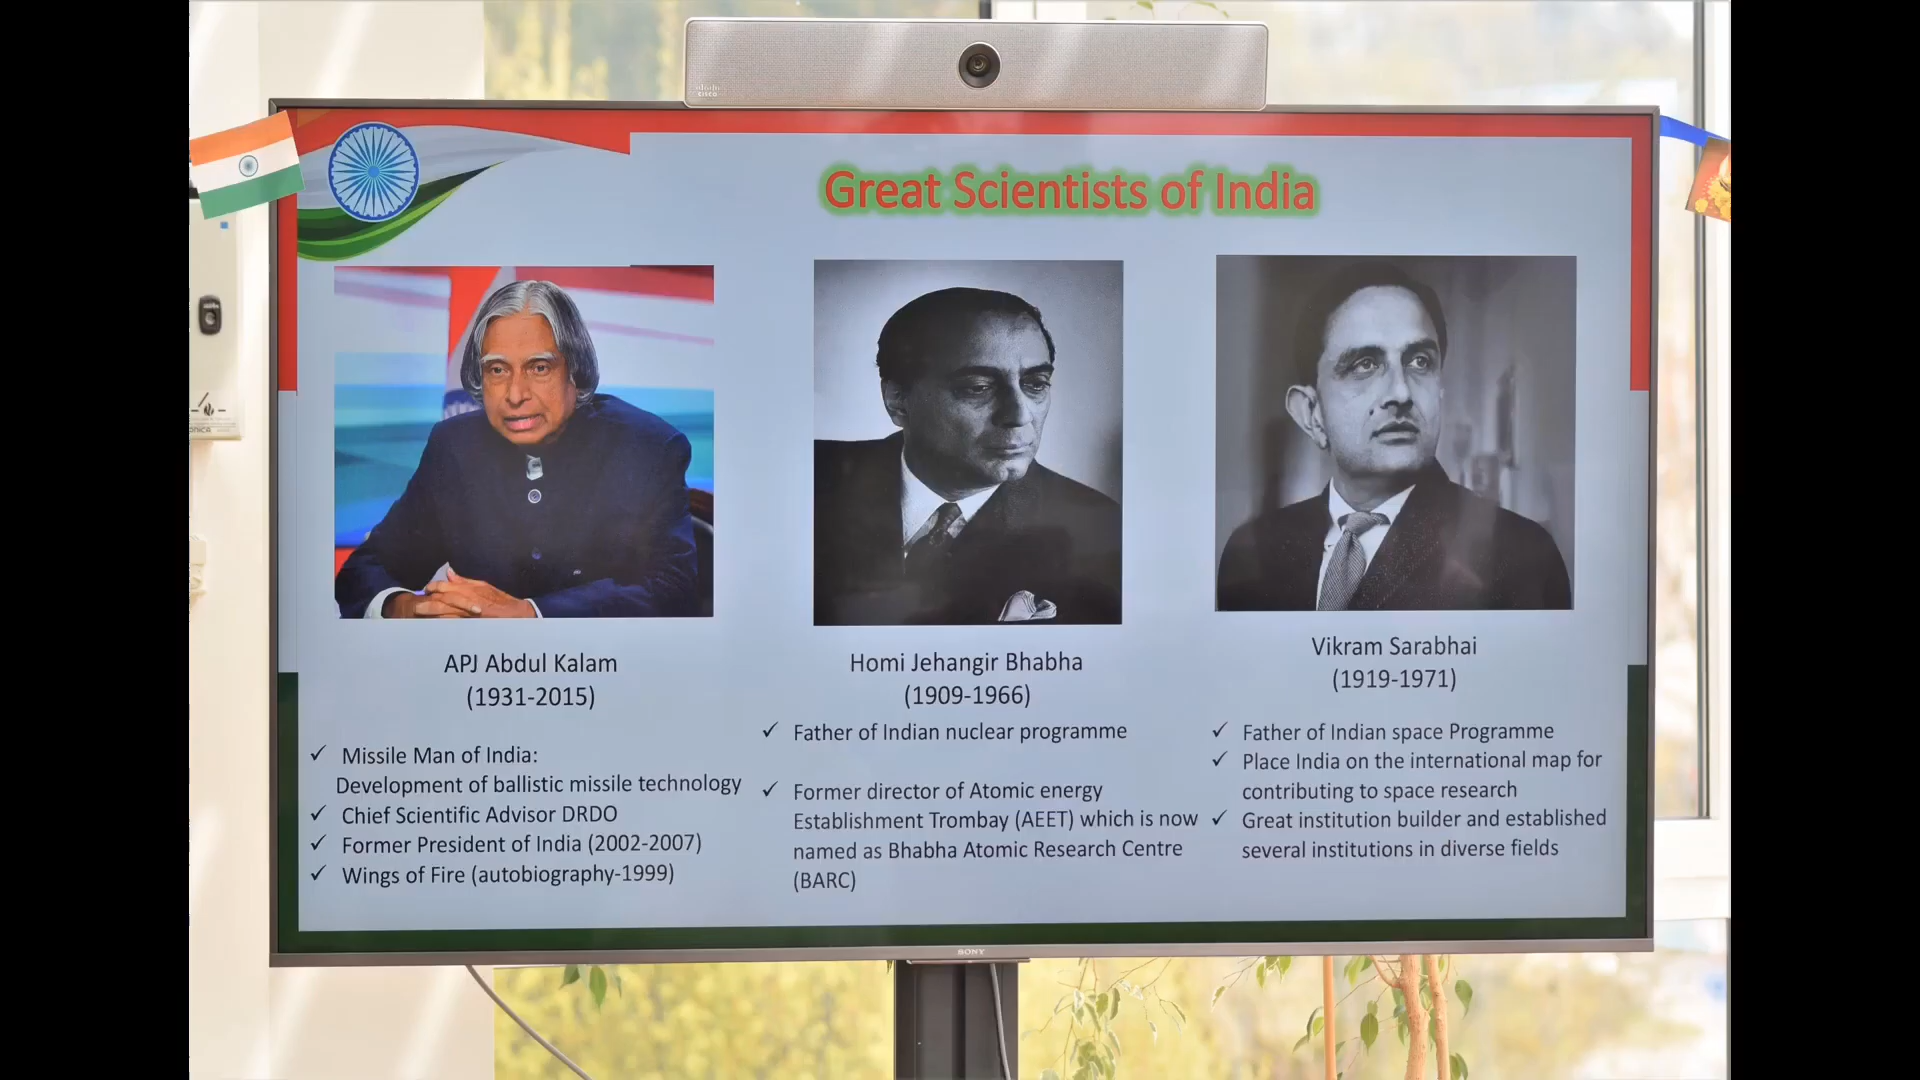 CISCO
Great Scientists of India
APJ Abdul Kalam
(1931-2015)
✓ Missile Man of India:
Development of ballistic missile technology
✓ Chief Scientific Advisor DRDO
✓ Former President of India (2002-2007)
✓ Wings of Fire (autobiography-1999)
Homi Jehangir Bhabha
(1909-1966)
✓ Father of Indian nuclear programme
✓ Former director of Atomic energy
Establishment Trombay (AEET) which is now
named as Bhabha Atomic Research Centre
(BARC)
Vikram Sarabhai
(1919-1971)
✓ Father of Indian space Programme
✓ Place India on the international map for
contributing to space research
✓ Great institution builder and established
several institutions in diverse fields
SONY